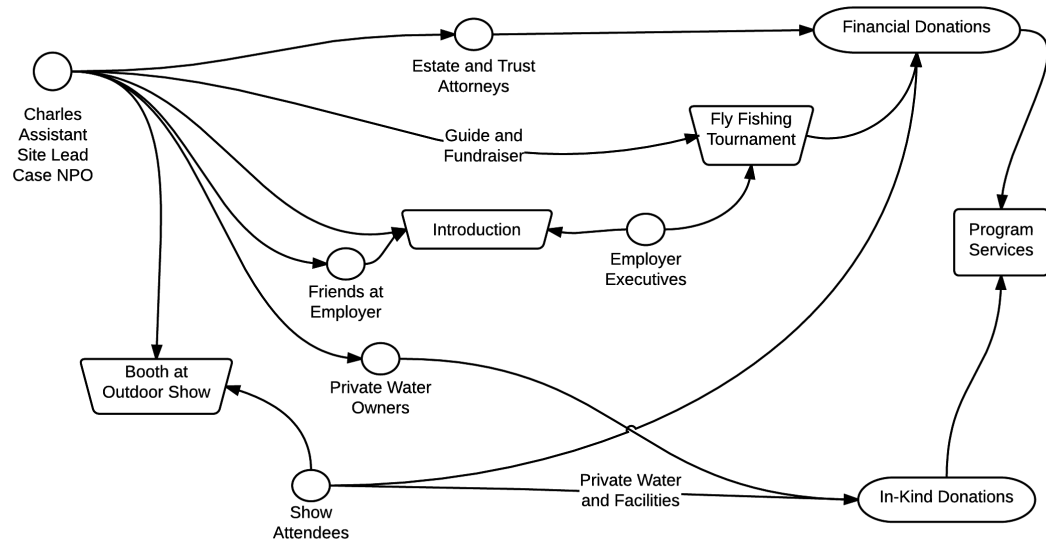 Financial Donations
Estate and Trust
Attorneys
Charles
Assistant
Site Lead
Case NPO
Guide and
Fundraiser
Fly Fishing
Tournament
Introduction
Program
Services
Employer
Executives
Friends at
Employer
Booth at
Outdoor Show
Private Water
Owners
Private Water
and Facilities
In-Kind Donations
Show
Attendees